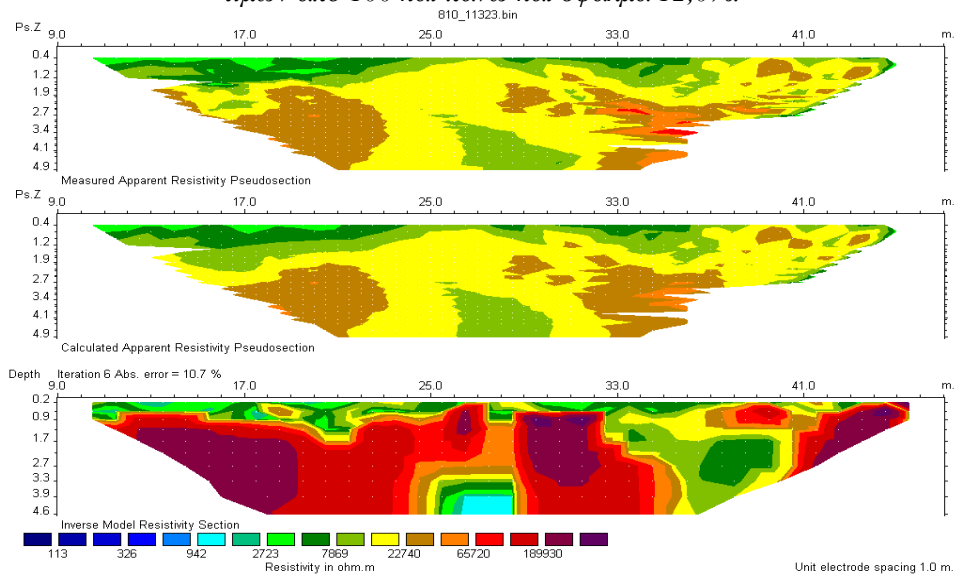 810_11323.bin
Ps.Z 9.0 17.0 25.0 33.0 41.0 m.
0.4
1.2
1.9
2.7
3.4
4.1
4.9
Measured Apparent Resistivity Pseudosection
Ps.Z 9.0 17.0 25.0 33.0 41.0 m.
0.4
1.2
1.9
2.7
3.4
4.1
4.9
Calculated Apparent Resistivity Pseudosection
Depth Iteration 6 Abs. error = 10.7 %
9.0 17.0 25.0 33.0 41.0 m.
0.2
0.9
1.7
2.7
3.3
3.9
4.6
Inverse Model Resistivity Section
113 326 942 2723 7869 22740 65720 189930
Resistivity in ohm.m
Unit electrode spacing 1.0 m.